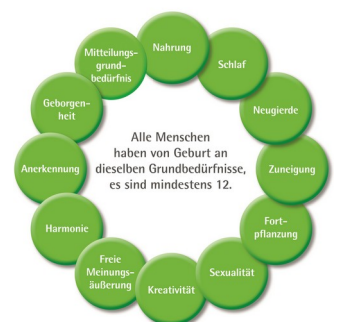 Nahrung
Schlaf
Neugierde
Zuneigung
Fort-
pflanzung
Sexualität
Kreativität
Freie
Meinungs-
äußerung
Harmonie
Anerkennung
Geborgen-
heit
Mitteilungs-
grund-
bedürfnis
Alle Menschen
haben von Geburt an
dieselben Grundbedürfnisse,
es sind mindestens 12.